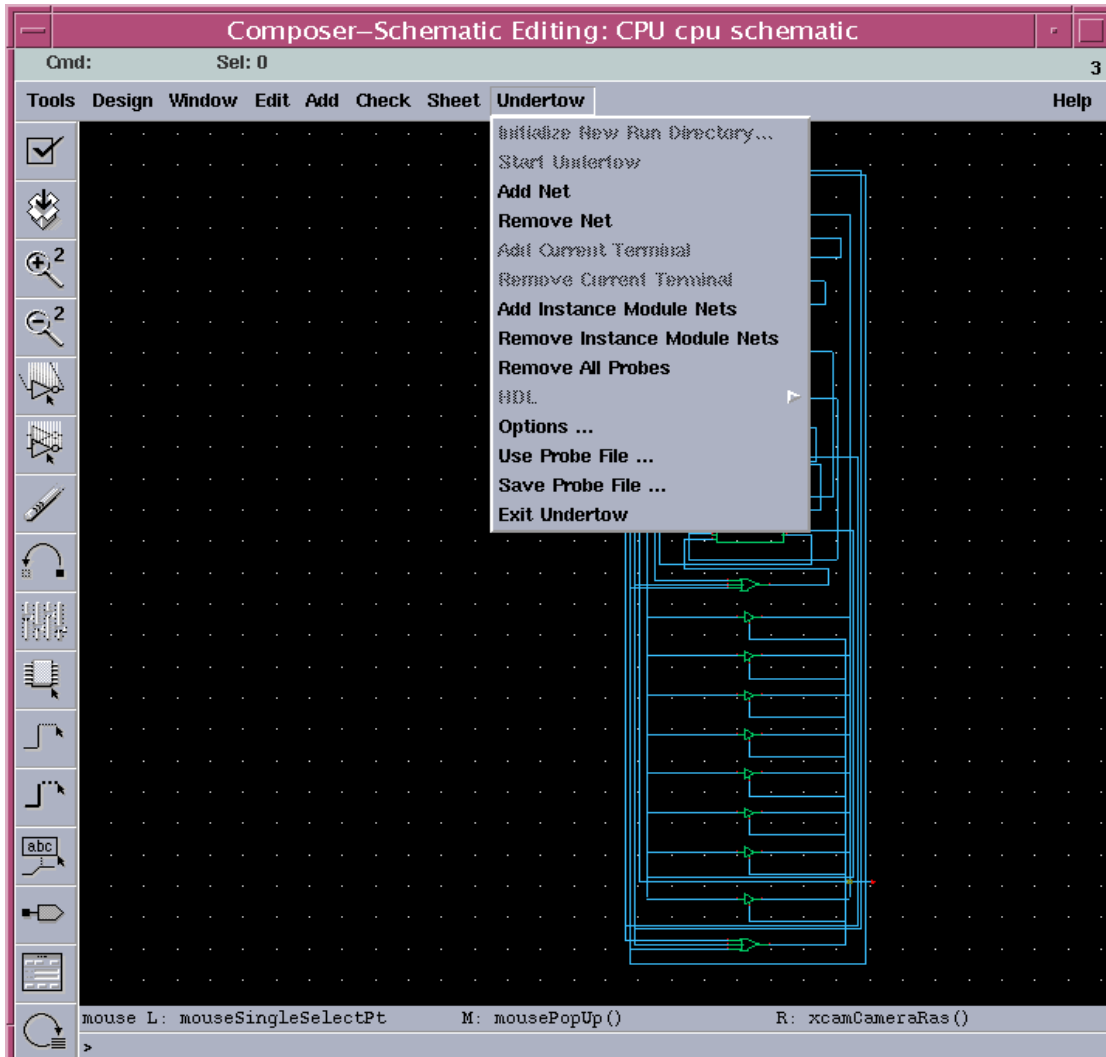 Composer–Schematic Editing: CPU cpu schematic
Cmd: Sel: 0 3
Tools Design Window Edit Add Check Sheet Undertow Help
Initialize New Run Directory...
Start Undertow
Add Net
Remove Net
Add Current Terminal
Remove Current Terminal
Add Instance Module Nets
Remove Instance Module Nets
Remove All Probes
HDL
Options ...
Use Probe File ...
Save Probe File ...
Exit Undertow
2
2
abc
mouse L: mouseSingleSelectPt M: mousePopUp() R: xcamCameraRas()
>